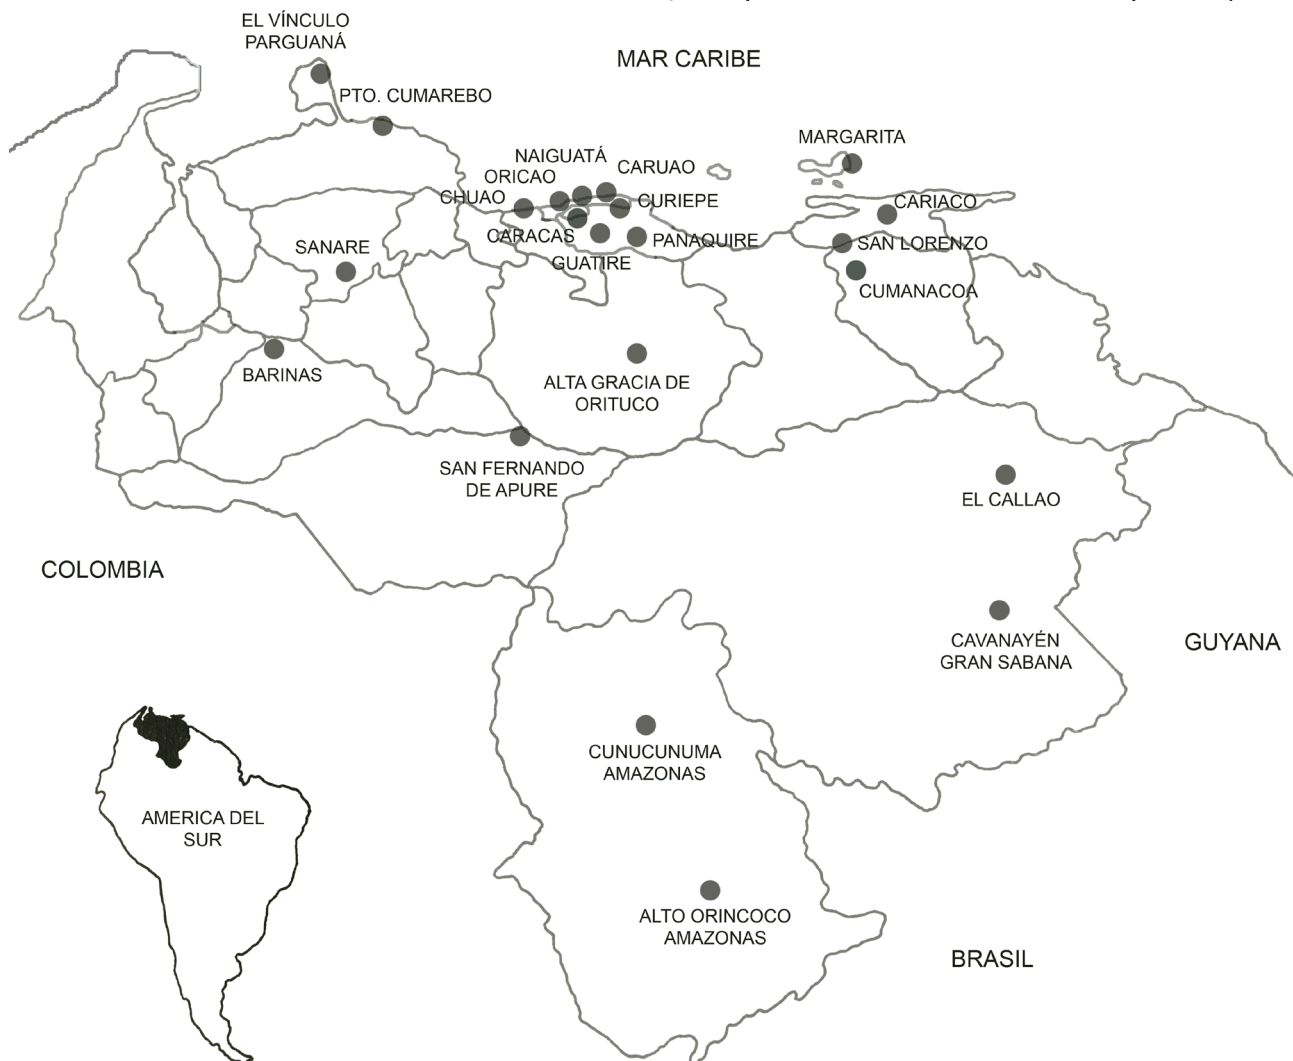 EL VÍNCULO
PARGUANÁ
MAR CARIBE
PTO. CUMAREBO
MARGARITA
NAIGUATÁ
CARUAO
ORICAO
CHUAO
CURIEPE
CARIACO
CARACAS
PANAQUIRE
SAN LORENZO
SANARE
GUATIRE
CUMANACOA
BARINAS
ALTA GRACIA DE
ORITUCO
SAN FERNANDO
DE APURE
EL CALLAO
COLOMBIA
CAVANAYÉN
GRAN SABANA
GUYANA
CUNUCUNUMA
AMAZONAS
AMERICA DEL
SUR
ALTO ORINCOCO
AMAZONAS
BRASIL